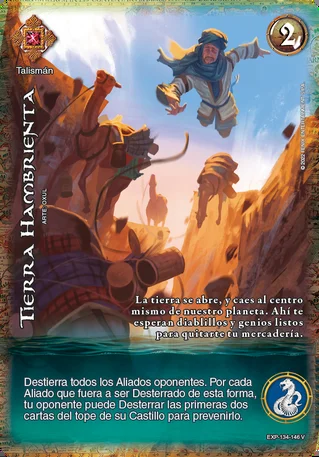 2
Talismán
TIERRA HAMBRIENTA
ARTE: OXUL
La tierra se abre, y caes al centro
mismo de nuestro planeta. Ahí te
esperan diablillos y genios listos
para quitarte tu mercadería.
Destierra todos los Aliados oponentes. Por cada
Aliado que fuera a ser Desterrado de esta forma,
tu oponente puede Desterrar las primeras dos
cartas del tope de su Castillo para prevenirlo.
EXP-134-146 V